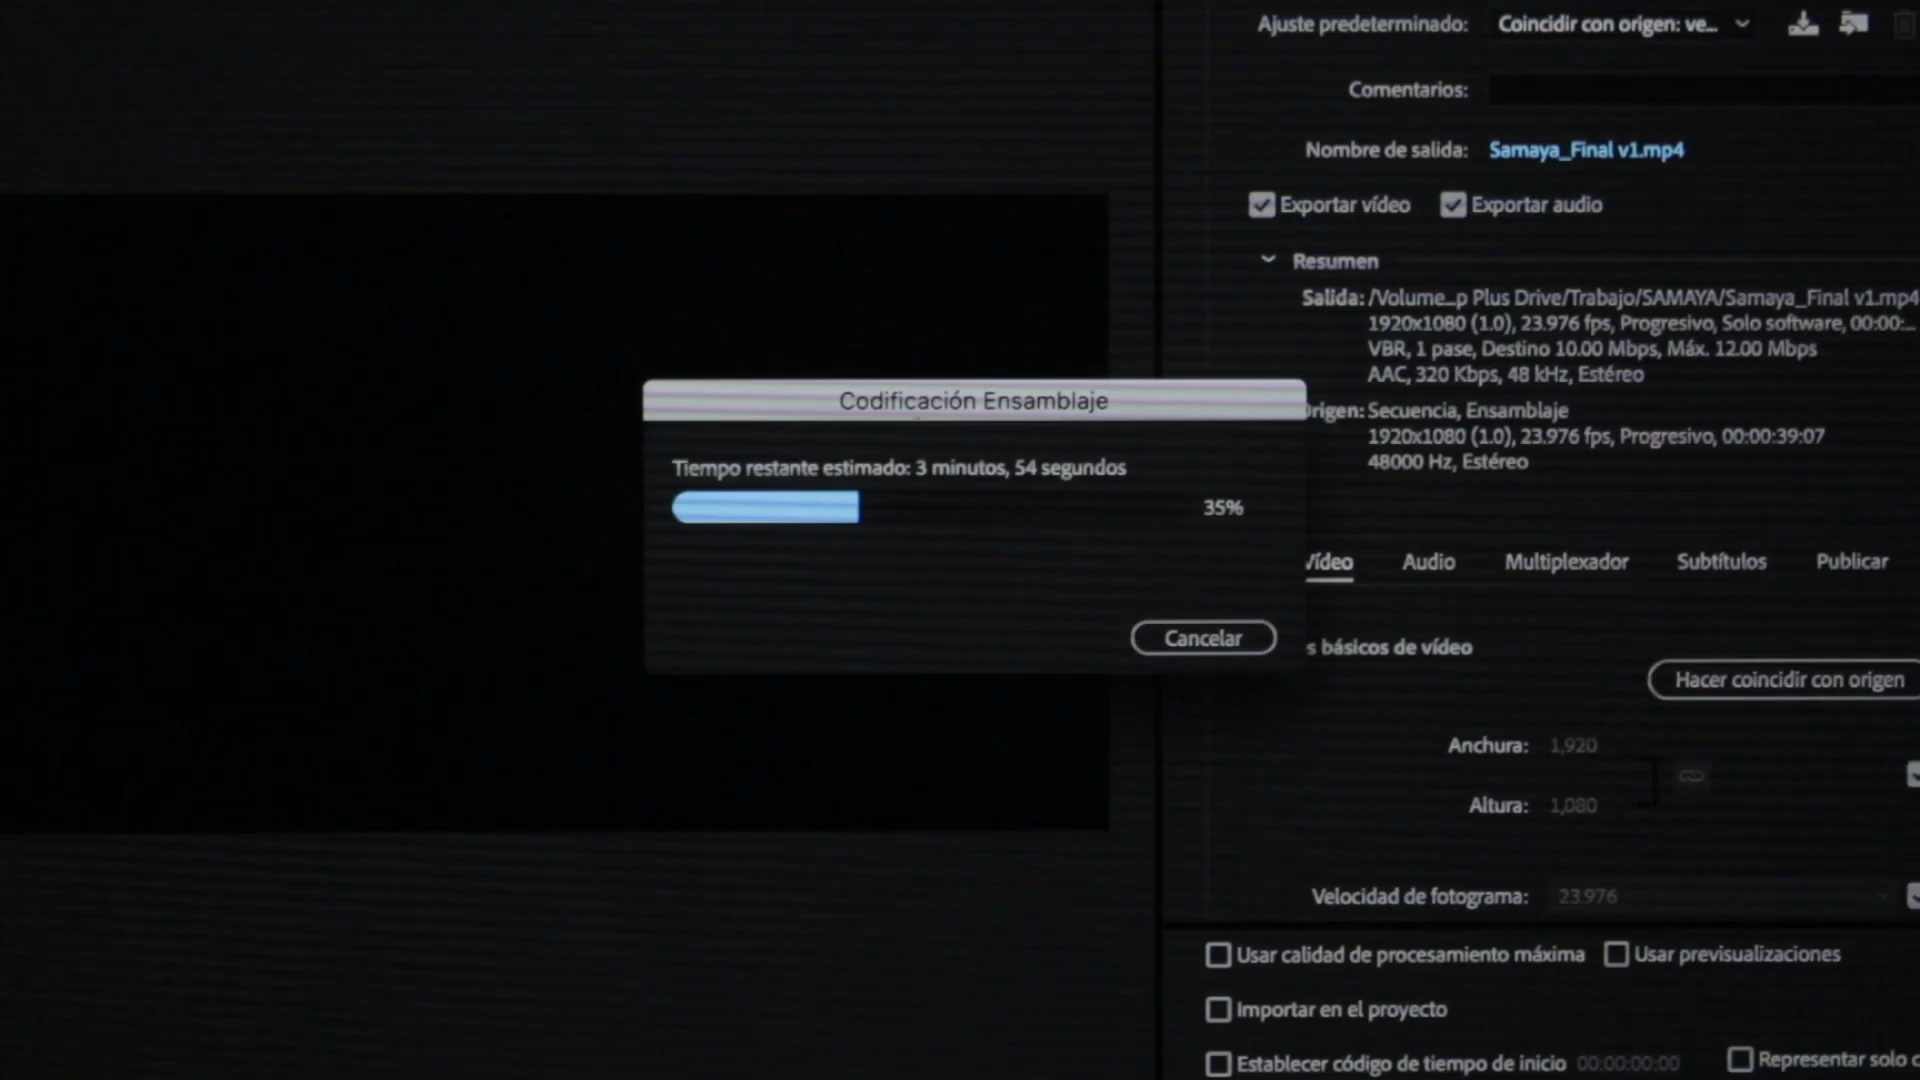 Ajuste predeterminado: Coincidir con origen: ve...
Comentarios:
Nombre de salida: Samaya_Final v1.mp4
Exportar vídeo Exportar audio
Resumen
Salida: /Volume...p Plus Drive/Trabajo/SAMAYA/Samaya_Final v1.mp4
1920x1080 (1.0), 23.976 fps, Progresivo, Solo software, 00:00:...
VBR, 1 pase, Destino 10.00 Mbps, Máx. 12.00 Mbps
AAC, 320 Kbps, 48 kHz, Estéreo
Origen: Secuencia, Ensamblaje
1920x1080 (1.0), 23.976 fps, Progresivo, 00:00:39:07
48000 Hz, Estéreo
Codificación Ensamblaje
Tiempo restante estimado: 3 minutos, 54 segundos
35%
Cancelar
Vídeo Audio Multiplexador Subtítulos Publicar
s básicos de vídeo
Hacer coincidir con origen
Anchura: 1,920
Altura: 1,080
Velocidad de fotograma: 23.976
Usar calidad de procesamiento máxima Usar previsualizaciones
Importar en el proyecto
Establecer código de tiempo de inicio 00:00:00:00 Representar solo c